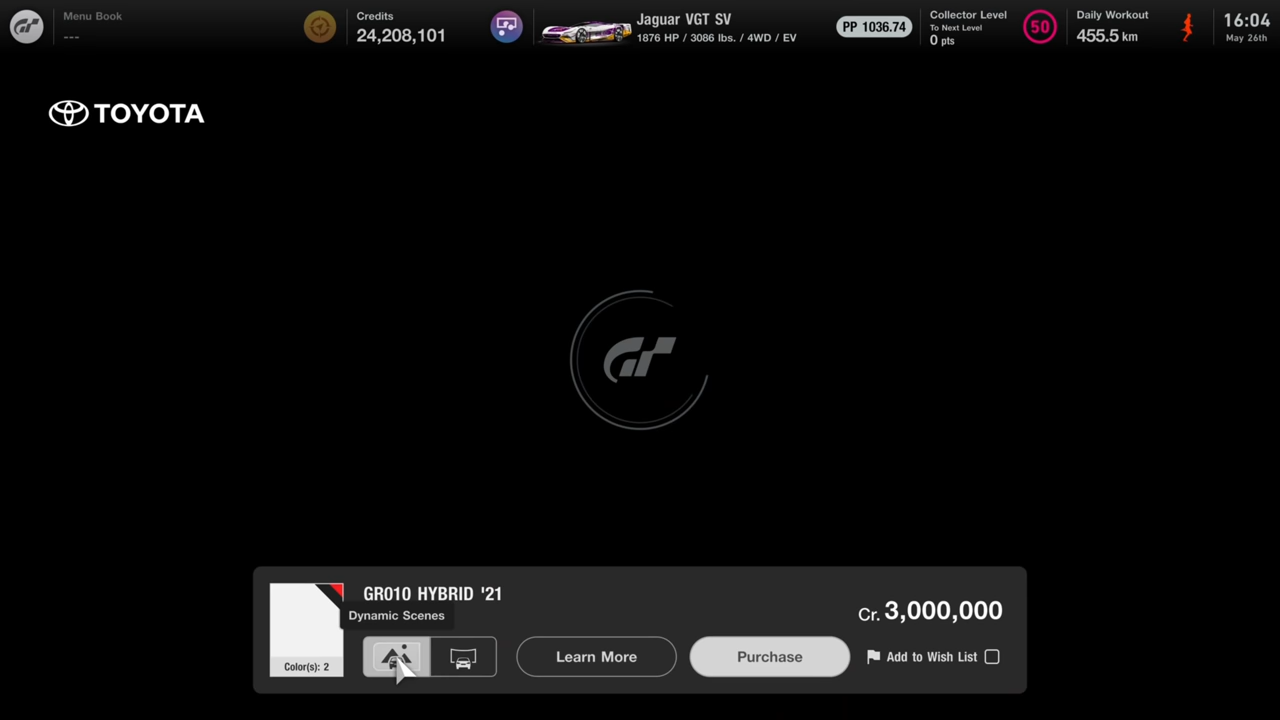 Menu Book
---
Credits
24,208,101
Jaguar VGT SV
1876 HP / 3086 lbs. / 4WD / EV
PP 1036.74
Collector Level
To Next Level
0 pts
50
Daily Workout
455.5 km
16:04
May 26th
TOYOTA
GT
GR010 HYBRID '21
Dynamic Scenes
Color(s): 2
Learn More
Purchase
Cr. 3,000,000
Add to Wish List